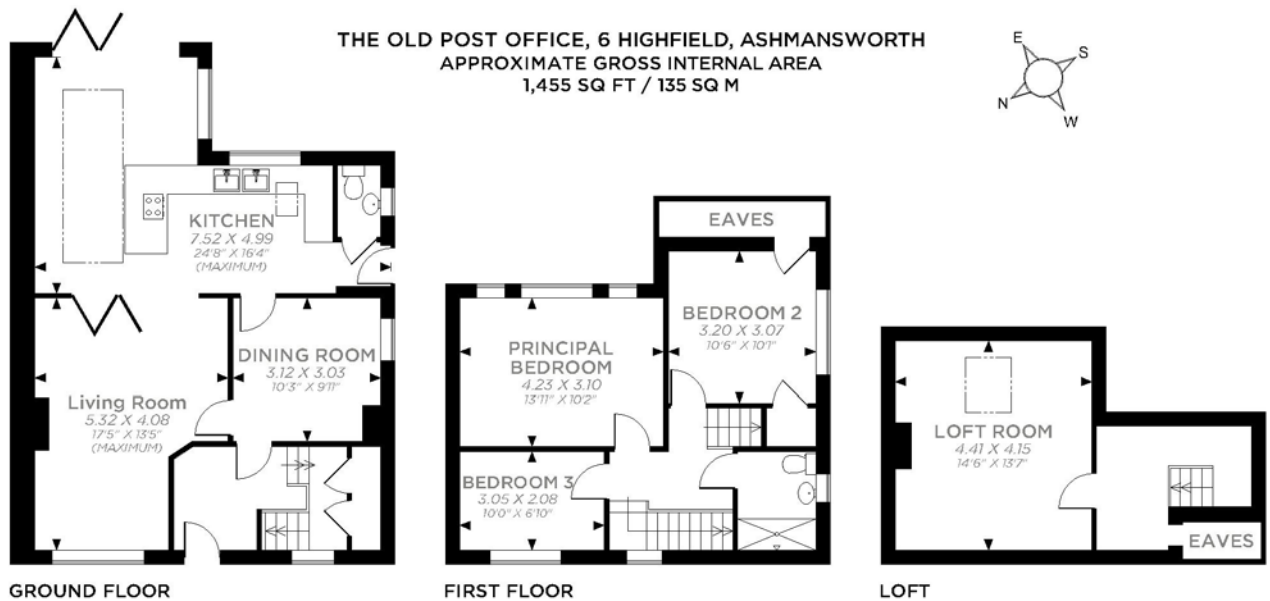 THE OLD POST OFFICE, 6 HIGHFIELD, ASHMANSWORTH
APPROXIMATE GROSS INTERNAL AREA
1,455 SQ FT / 135 SQ M
E
S
N
W
KITCHEN
7.52 X 4.99
24'8" X 16'4"
(MAXIMUM)
DINING ROOM
3.12 X 3.03
10'3" X 9'11"
Living Room
5.32 X 4.08
17'5" X 13'5"
(MAXIMUM)
GROUND FLOOR
EAVES
BEDROOM 2
3.20 X 3.07
10'6" X 10'1"
PRINCIPAL
BEDROOM
4.23 X 3.10
13'11" X 10'2"
BEDROOM 3
3.05 X 2.08
10'0" X 6'10"
FIRST FLOOR
LOFT ROOM
4.41 X 4.15
14'6" X 13'7"
EAVES
LOFT